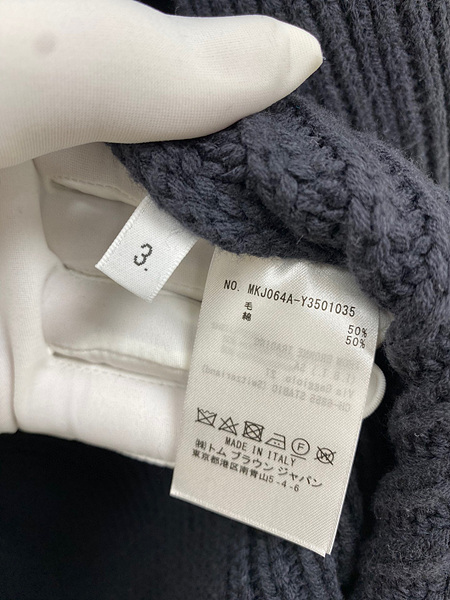 3.
NO. MKJ064A-Y3501035
毛 50%
綿 50%
F
MADE IN ITALY
㈱トム ブラウン ジャパン
東京都港区南青山5-4-6